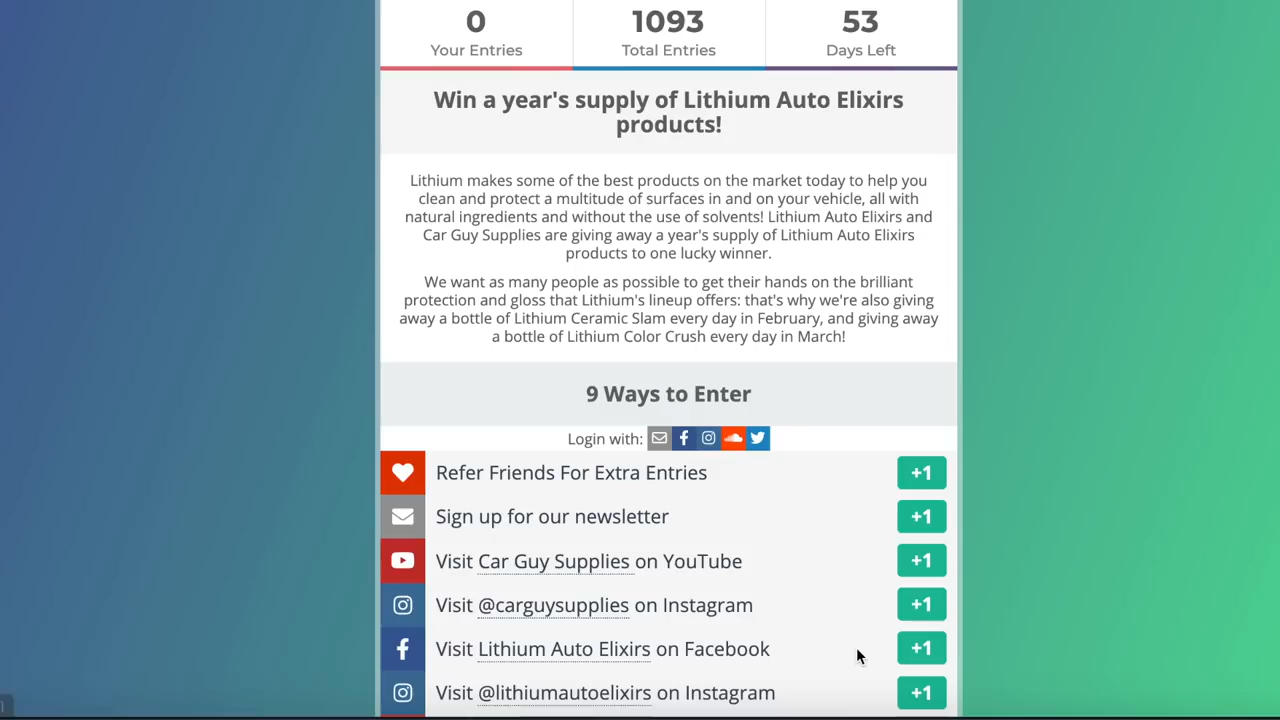 0
1093
53
Your Entries
Total Entries
Days Left
Win a year's supply of Lithium Auto Elixirs
products!
Lithium makes some of the best products on the market today to help you
clean and protect a multitude of surfaces in and on your vehicle, all with
natural ingredients and without the use of solvents! Lithium Auto Elixirs and
Car Guy Supplies are giving away a year's supply of Lithium Auto Elixirs
products to one lucky winner.
We want as many people as possible to get their hands on the brilliant
protection and gloss that Lithium's lineup offers: that's why we're also giving
away a bottle of Lithium Ceramic Slam every day in February, and giving away
a bottle of Lithium Color Crush every day in March!
9 Ways to Enter
Login with:
Refer Friends For Extra Entries +1
Sign up for our newsletter +1
Visit Car Guy Supplies on YouTube +1
Visit @carguysupplies on Instagram +1
Visit Lithium Auto Elixirs on Facebook +1
Visit @lithiumautoelixirs on Instagram +1